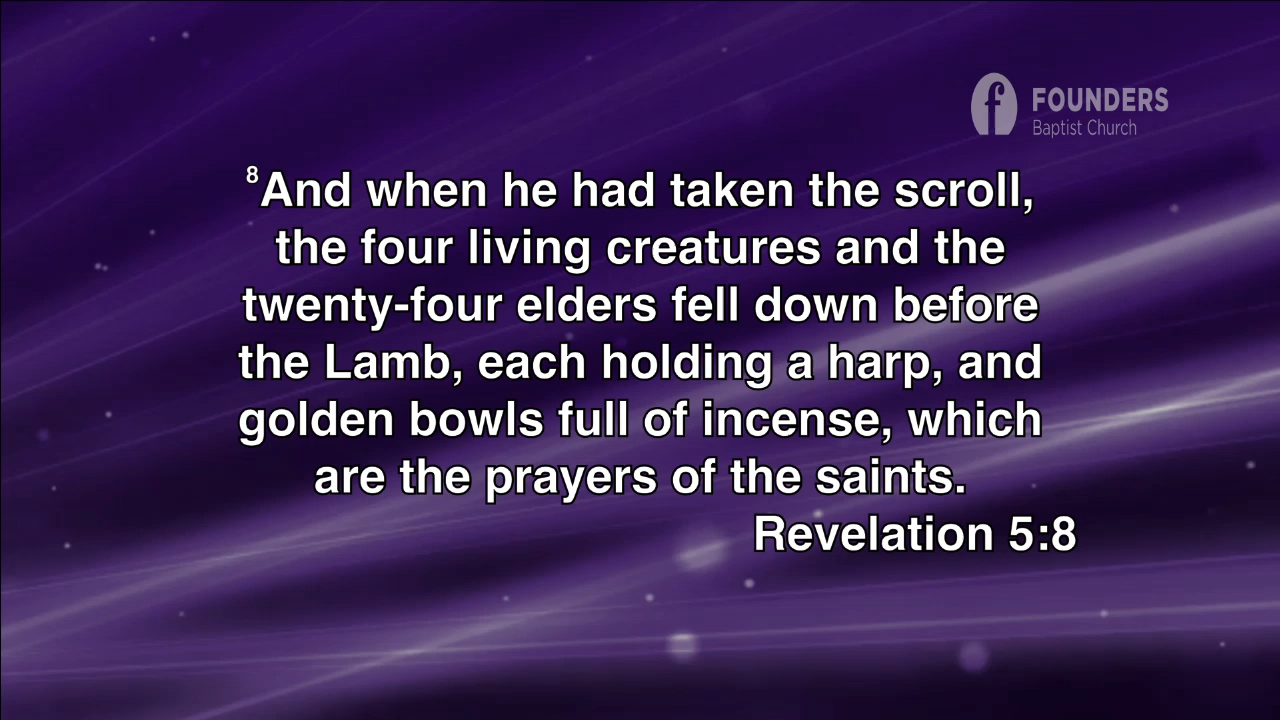 FOUNDERS
Baptist Church
8And when he had taken the scroll,
the four living creatures and the
twenty-four elders fell down before
the Lamb, each holding a harp, and
golden bowls full of incense, which
are the prayers of the saints.
Revelation 5:8